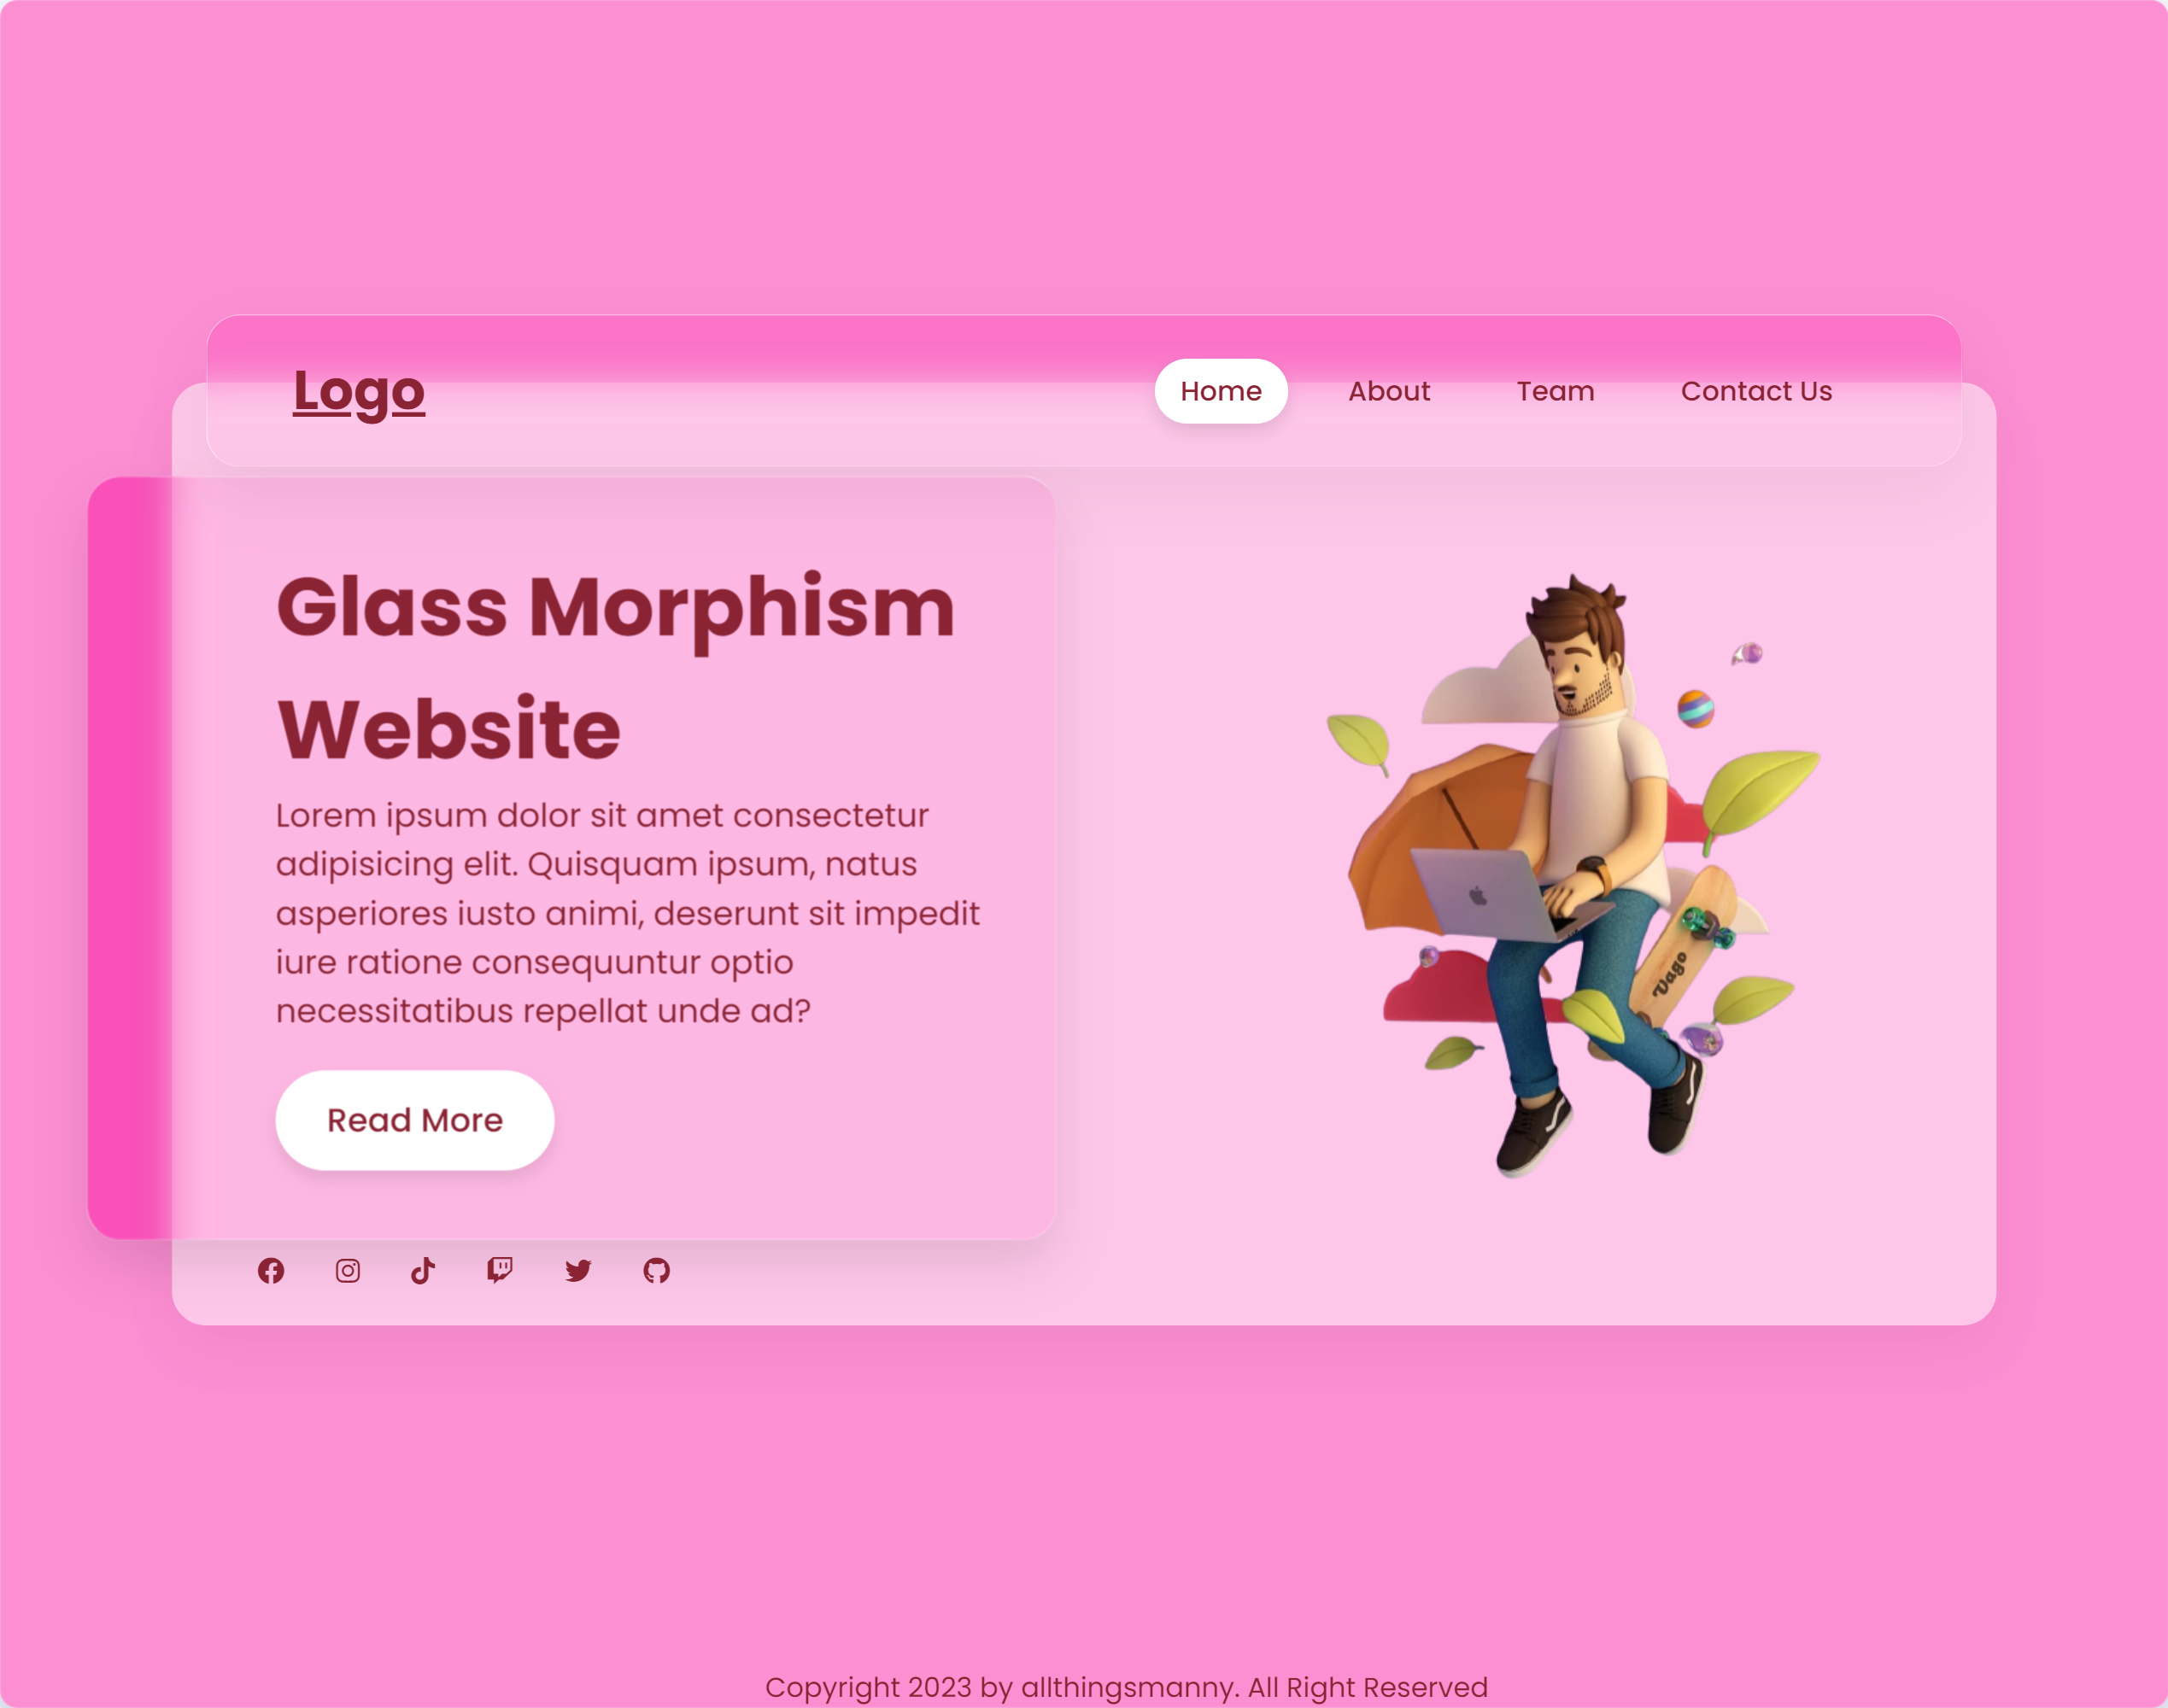 Logo
Home
About
Team
Contact Us
Glass Morphism
Website
Lorem ipsum dolor sit amet consectetur
adipisicing elit. Quisquam ipsum, natus
asperiores iusto animi, deserunt sit impedit
iure ratione consequuntur optio
necessitatibus repellat unde ad?
Read More
Vago
Copyright 2023 by allthingsmanny. All Right Reserved